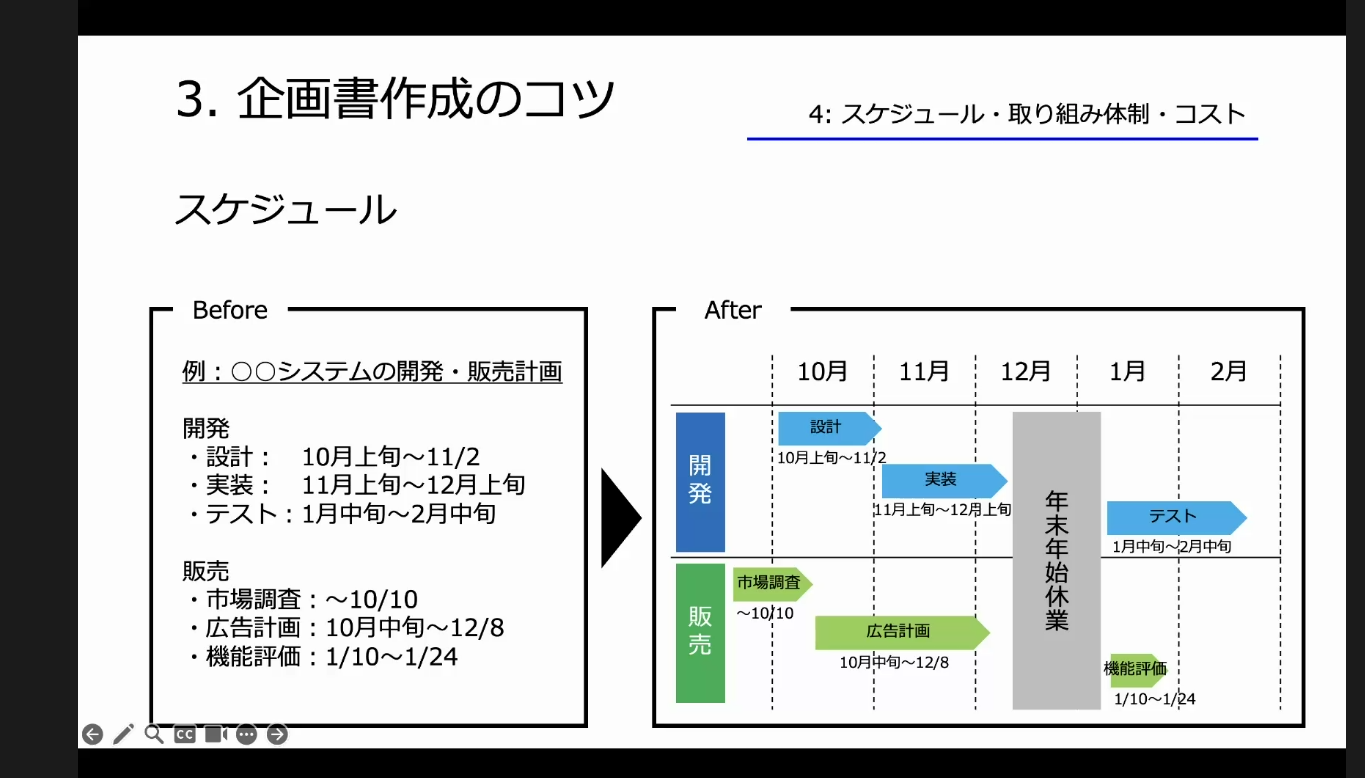 3. 企画書作成のコツ
4: スケジュール・取り組み体制・コスト
スケジュール
Before
例：○○システムの開発・販売計画
開発
・設計： 10月上旬～11/2
・実装： 11月上旬～12月上旬
・テスト：1月中旬～2月中旬
販売
・市場調査：～10/10
・広告計画：10月中旬～12/8
・機能評価：1/10～1/24
After
10月 11月 12月 1月 2月
開発
設計
10月上旬～11/2
実装
11月上旬～12月上旬
テスト
1月中旬～2月中旬
年末年始休業
販売
市場調査
～10/10
広告計画
10月中旬～12/8
機能評価
1/10～1/24
CC